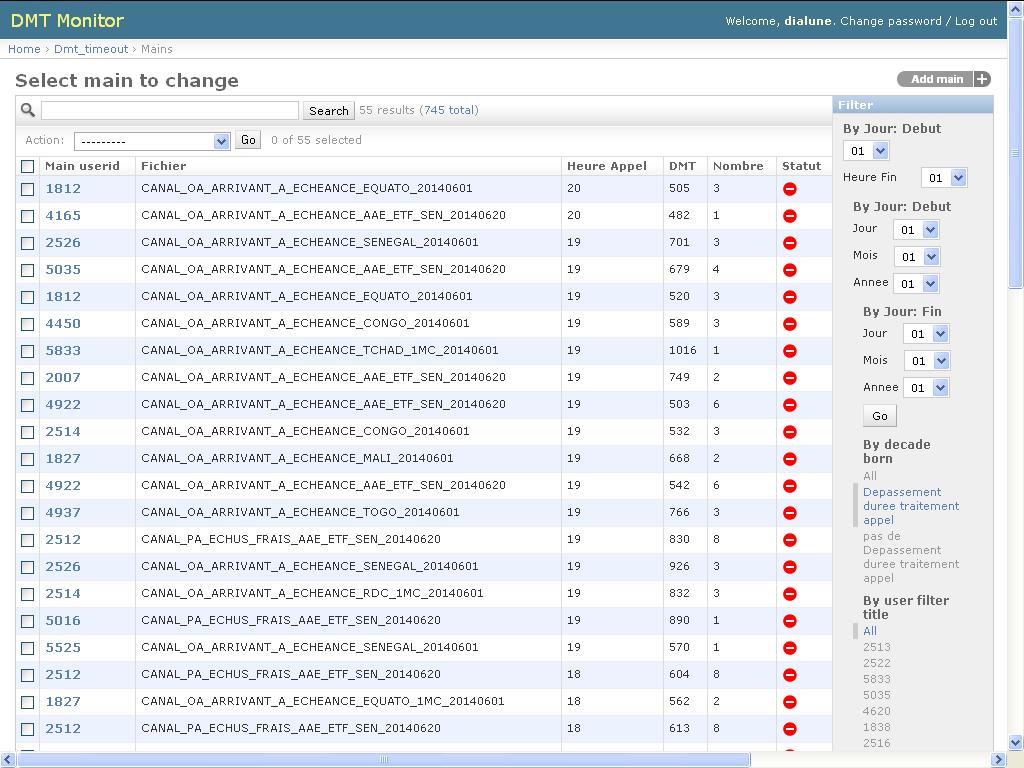 DMT Monitor
Welcome, dialune. Change password / Log out
Home › Dmt_timeout › Mains
Select main to change
Add main +
Search 55 results (745 total)
Action: --------- Go 0 of 55 selected
Main userid Fichier Heure Appel DMT Nombre Statut
1812 CANAL_OA_ARRIVANT_A_ECHEANCE_EQUATO_20140601 20 505 3
4165 CANAL_OA_ARRIVANT_A_ECHEANCE_AAE_ETF_SEN_20140620 20 482 1
2526 CANAL_OA_ARRIVANT_A_ECHEANCE_SENEGAL_20140601 19 701 3
5035 CANAL_OA_ARRIVANT_A_ECHEANCE_AAE_ETF_SEN_20140620 19 679 4
1812 CANAL_OA_ARRIVANT_A_ECHEANCE_EQUATO_20140601 19 520 3
4450 CANAL_OA_ARRIVANT_A_ECHEANCE_CONGO_20140601 19 589 3
5833 CANAL_OA_ARRIVANT_A_ECHEANCE_TCHAD_1MC_20140601 19 1016 1
2007 CANAL_OA_ARRIVANT_A_ECHEANCE_AAE_ETF_SEN_20140620 19 749 2
4922 CANAL_OA_ARRIVANT_A_ECHEANCE_AAE_ETF_SEN_20140620 19 503 6
2514 CANAL_OA_ARRIVANT_A_ECHEANCE_CONGO_20140601 19 532 3
1827 CANAL_OA_ARRIVANT_A_ECHEANCE_MALI_20140601 19 668 2
4922 CANAL_OA_ARRIVANT_A_ECHEANCE_AAE_ETF_SEN_20140620 19 542 6
4937 CANAL_OA_ARRIVANT_A_ECHEANCE_TOGO_20140601 19 766 3
2512 CANAL_PA_ECHUS_FRAIS_AAE_ETF_SEN_20140620 19 830 8
2526 CANAL_OA_ARRIVANT_A_ECHEANCE_SENEGAL_20140601 19 926 3
2514 CANAL_OA_ARRIVANT_A_ECHEANCE_RDC_1MC_20140601 19 832 3
5016 CANAL_PA_ECHUS_FRAIS_AAE_ETF_SEN_20140620 19 890 1
5525 CANAL_OA_ARRIVANT_A_ECHEANCE_SENEGAL_20140601 19 570 1
2512 CANAL_PA_ECHUS_FRAIS_AAE_ETF_SEN_20140620 18 604 8
1827 CANAL_OA_ARRIVANT_A_ECHEANCE_EQUATO_1MC_20140601 18 562 2
2512 CANAL_PA_ECHUS_FRAIS_AAE_ETF_SEN_20140620 18 613 8
Filter
By Jour: Debut
01
Heure Fin 01
By Jour: Debut
Jour 01
Mois 01
Annee 01
By Jour: Fin
Jour 01
Mois 01
Annee 01
Go
By decade
born
All
Depassement
duree traitement
appel
pas de
Depassement
duree traitement
appel
By user filter
title
All
2513
2522
5833
5035
4620
1838
2516